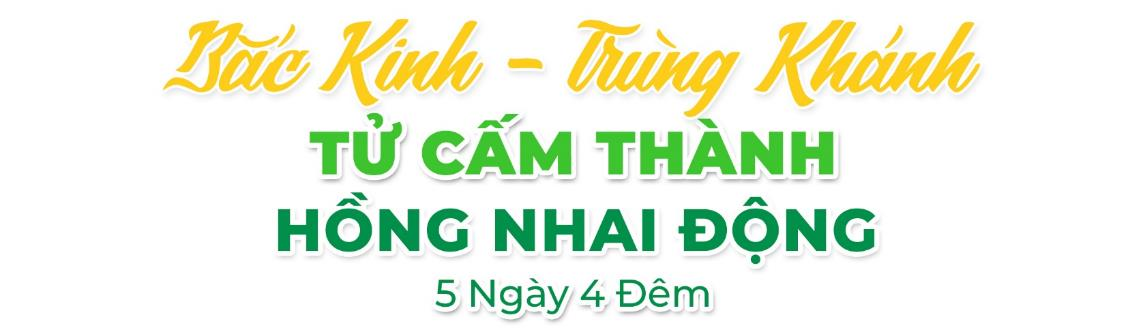 Bắc Kinh - Trùng Khánh
TỬ CẤM THÀNH
HỒNG NHAI ĐỘNG
5 Ngày 4 Đêm